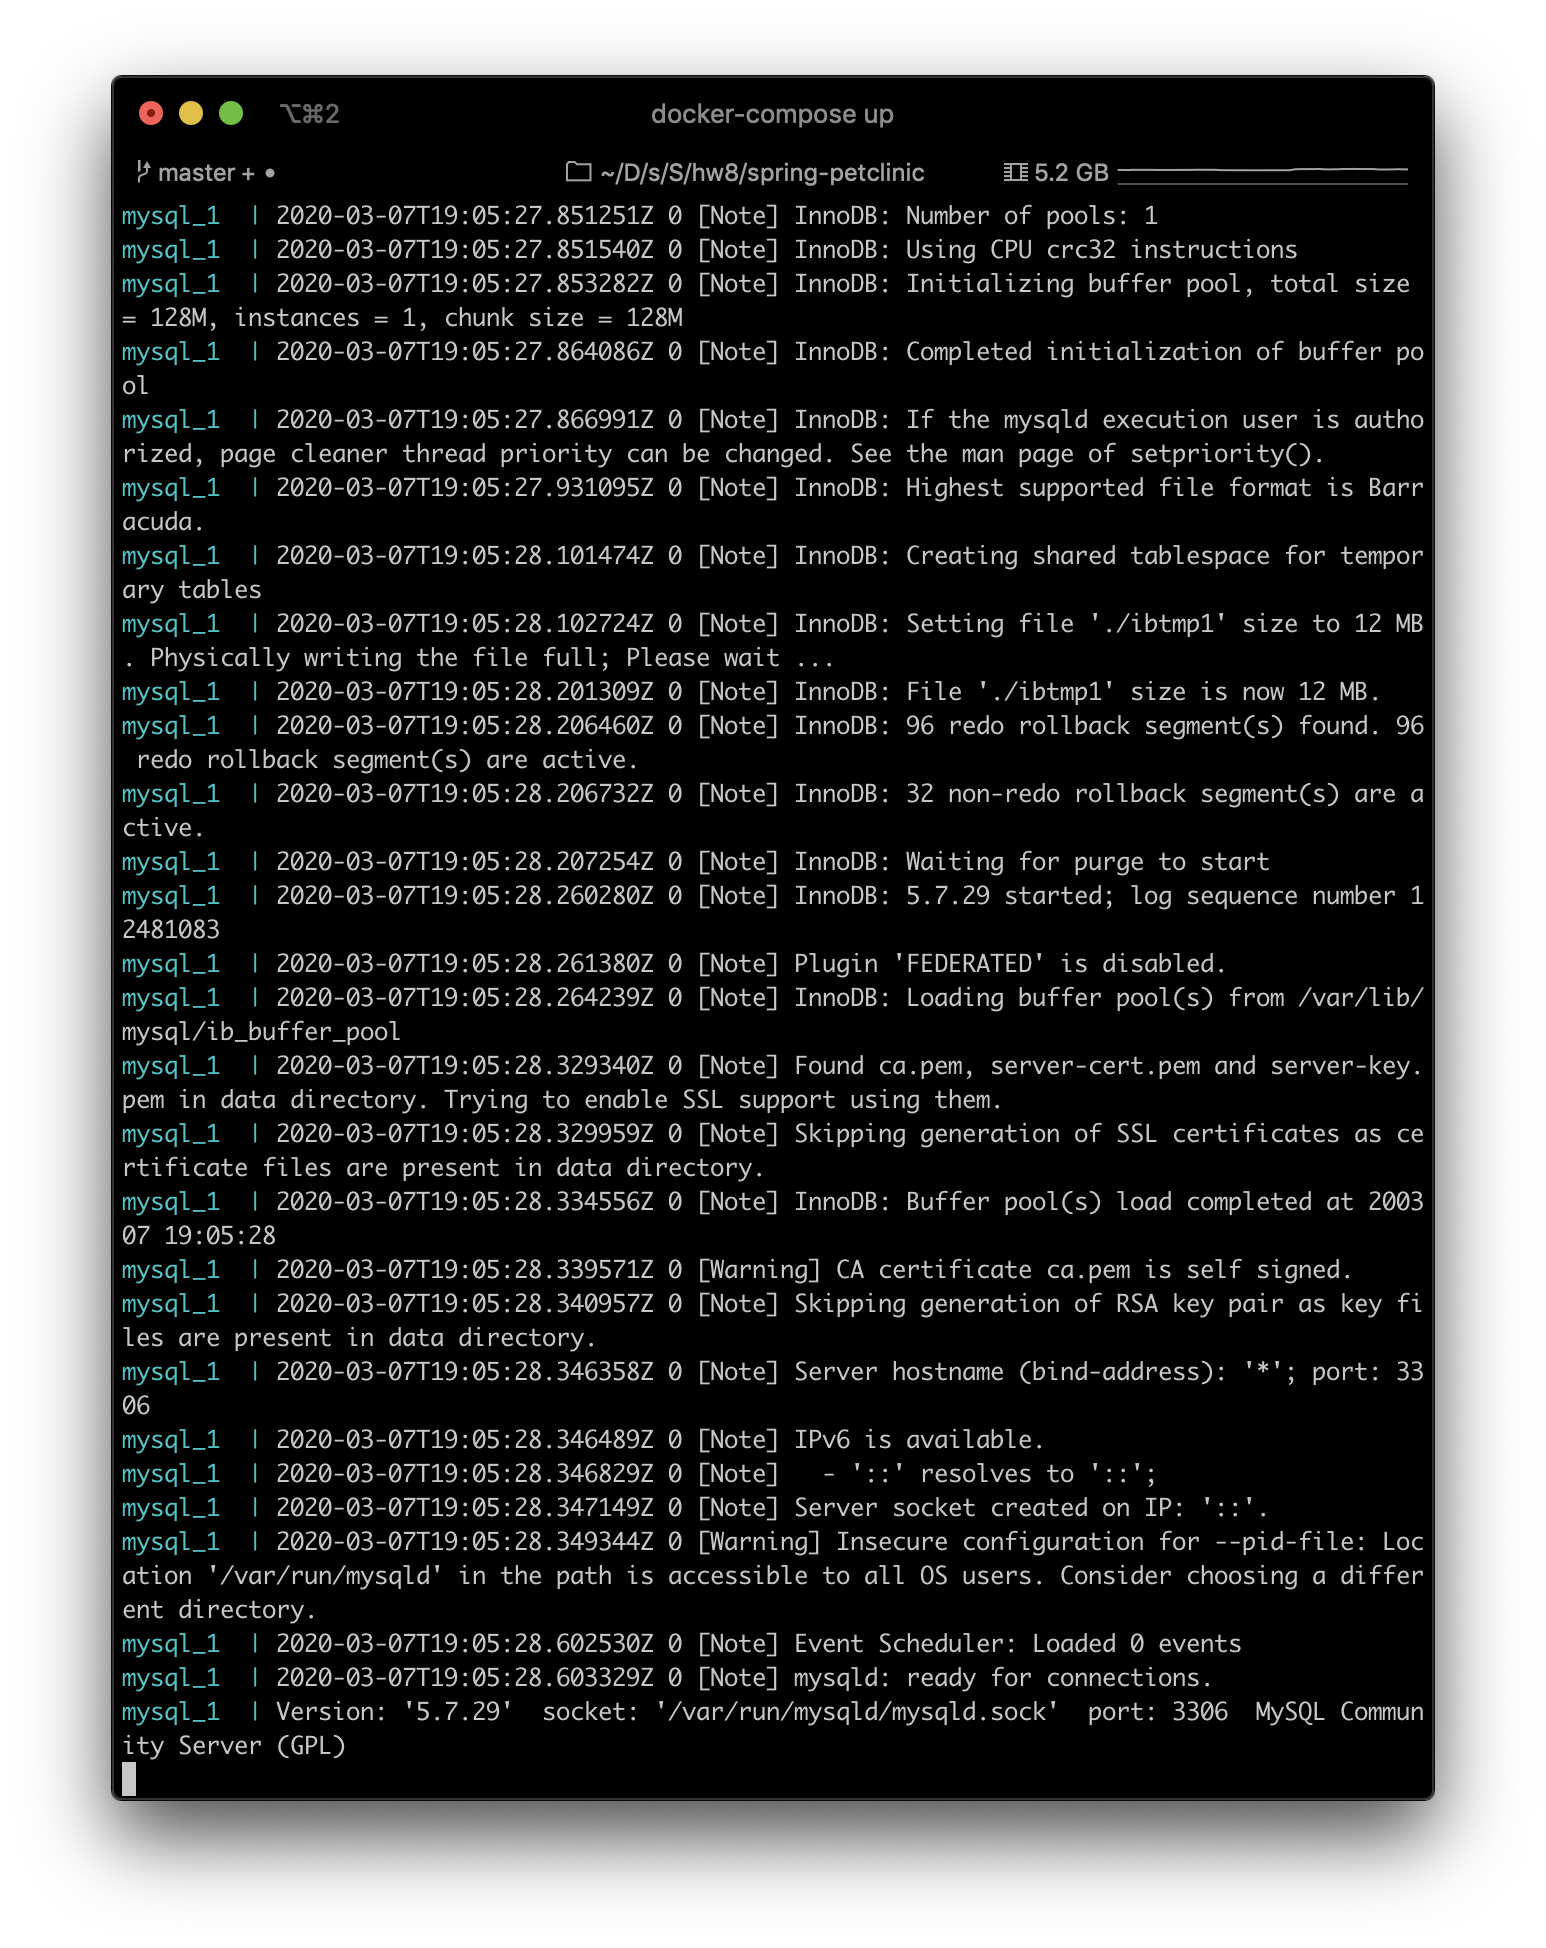 ⌥⌘2 docker-compose up
master + • ~/D/s/S/hw8/spring-petclinic 5.2 GB
mysql_1  | 2020-03-07T19:05:27.851251Z 0 [Note] InnoDB: Number of pools: 1
mysql_1  | 2020-03-07T19:05:27.851540Z 0 [Note] InnoDB: Using CPU crc32 instructions
mysql_1  | 2020-03-07T19:05:27.853282Z 0 [Note] InnoDB: Initializing buffer pool, total size
= 128M, instances = 1, chunk size = 128M
mysql_1  | 2020-03-07T19:05:27.864086Z 0 [Note] InnoDB: Completed initialization of buffer po
ol
mysql_1  | 2020-03-07T19:05:27.866991Z 0 [Note] InnoDB: If the mysqld execution user is autho
rized, page cleaner thread priority can be changed. See the man page of setpriority().
mysql_1  | 2020-03-07T19:05:27.931095Z 0 [Note] InnoDB: Highest supported file format is Barr
acuda.
mysql_1  | 2020-03-07T19:05:28.101474Z 0 [Note] InnoDB: Creating shared tablespace for tempor
ary tables
mysql_1  | 2020-03-07T19:05:28.102724Z 0 [Note] InnoDB: Setting file './ibtmp1' size to 12 MB
. Physically writing the file full; Please wait ...
mysql_1  | 2020-03-07T19:05:28.201309Z 0 [Note] InnoDB: File './ibtmp1' size is now 12 MB.
mysql_1  | 2020-03-07T19:05:28.206460Z 0 [Note] InnoDB: 96 redo rollback segment(s) found. 96
 redo rollback segment(s) are active.
mysql_1  | 2020-03-07T19:05:28.206732Z 0 [Note] InnoDB: 32 non-redo rollback segment(s) are a
ctive.
mysql_1  | 2020-03-07T19:05:28.207254Z 0 [Note] InnoDB: Waiting for purge to start
mysql_1  | 2020-03-07T19:05:28.260280Z 0 [Note] InnoDB: 5.7.29 started; log sequence number 1
2481083
mysql_1  | 2020-03-07T19:05:28.261380Z 0 [Note] Plugin 'FEDERATED' is disabled.
mysql_1  | 2020-03-07T19:05:28.264239Z 0 [Note] InnoDB: Loading buffer pool(s) from /var/lib/
mysql/ib_buffer_pool
mysql_1  | 2020-03-07T19:05:28.329340Z 0 [Note] Found ca.pem, server-cert.pem and server-key.
pem in data directory. Trying to enable SSL support using them.
mysql_1  | 2020-03-07T19:05:28.329959Z 0 [Note] Skipping generation of SSL certificates as ce
rtificate files are present in data directory.
mysql_1  | 2020-03-07T19:05:28.334556Z 0 [Note] InnoDB: Buffer pool(s) load completed at 2003
07 19:05:28
mysql_1  | 2020-03-07T19:05:28.339571Z 0 [Warning] CA certificate ca.pem is self signed.
mysql_1  | 2020-03-07T19:05:28.340957Z 0 [Note] Skipping generation of RSA key pair as key fi
les are present in data directory.
mysql_1  | 2020-03-07T19:05:28.346358Z 0 [Note] Server hostname (bind-address): '*'; port: 33
06
mysql_1  | 2020-03-07T19:05:28.346489Z 0 [Note] IPv6 is available.
mysql_1  | 2020-03-07T19:05:28.346829Z 0 [Note]   - '::' resolves to '::';
mysql_1  | 2020-03-07T19:05:28.347149Z 0 [Note] Server socket created on IP: '::'.
mysql_1  | 2020-03-07T19:05:28.349344Z 0 [Warning] Insecure configuration for --pid-file: Loc
ation '/var/run/mysqld' in the path is accessible to all OS users. Consider choosing a differ
ent directory.
mysql_1  | 2020-03-07T19:05:28.602530Z 0 [Note] Event Scheduler: Loaded 0 events
mysql_1  | 2020-03-07T19:05:28.603329Z 0 [Note] mysqld: ready for connections.
mysql_1  | Version: '5.7.29'  socket: '/var/run/mysqld/mysqld.sock'  port: 3306  MySQL Commun
ity Server (GPL)